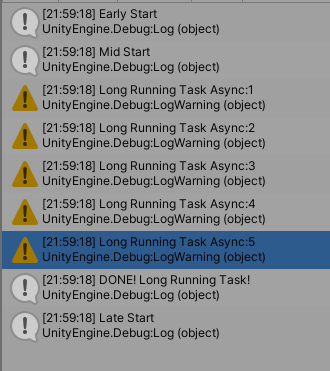 [21:59:18] Early Start
UnityEngine.Debug:Log (object)
[21:59:18] Mid Start
UnityEngine.Debug:Log (object)
[21:59:18] Long Running Task Async:1
UnityEngine.Debug:LogWarning (object)
[21:59:18] Long Running Task Async:2
UnityEngine.Debug:LogWarning (object)
[21:59:18] Long Running Task Async:3
UnityEngine.Debug:LogWarning (object)
[21:59:18] Long Running Task Async:4
UnityEngine.Debug:LogWarning (object)
[21:59:18] Long Running Task Async:5
UnityEngine.Debug:LogWarning (object)
[21:59:18] DONE! Long Running Task!
UnityEngine.Debug:Log (object)
[21:59:18] Late Start
UnityEngine.Debug:Log (object)